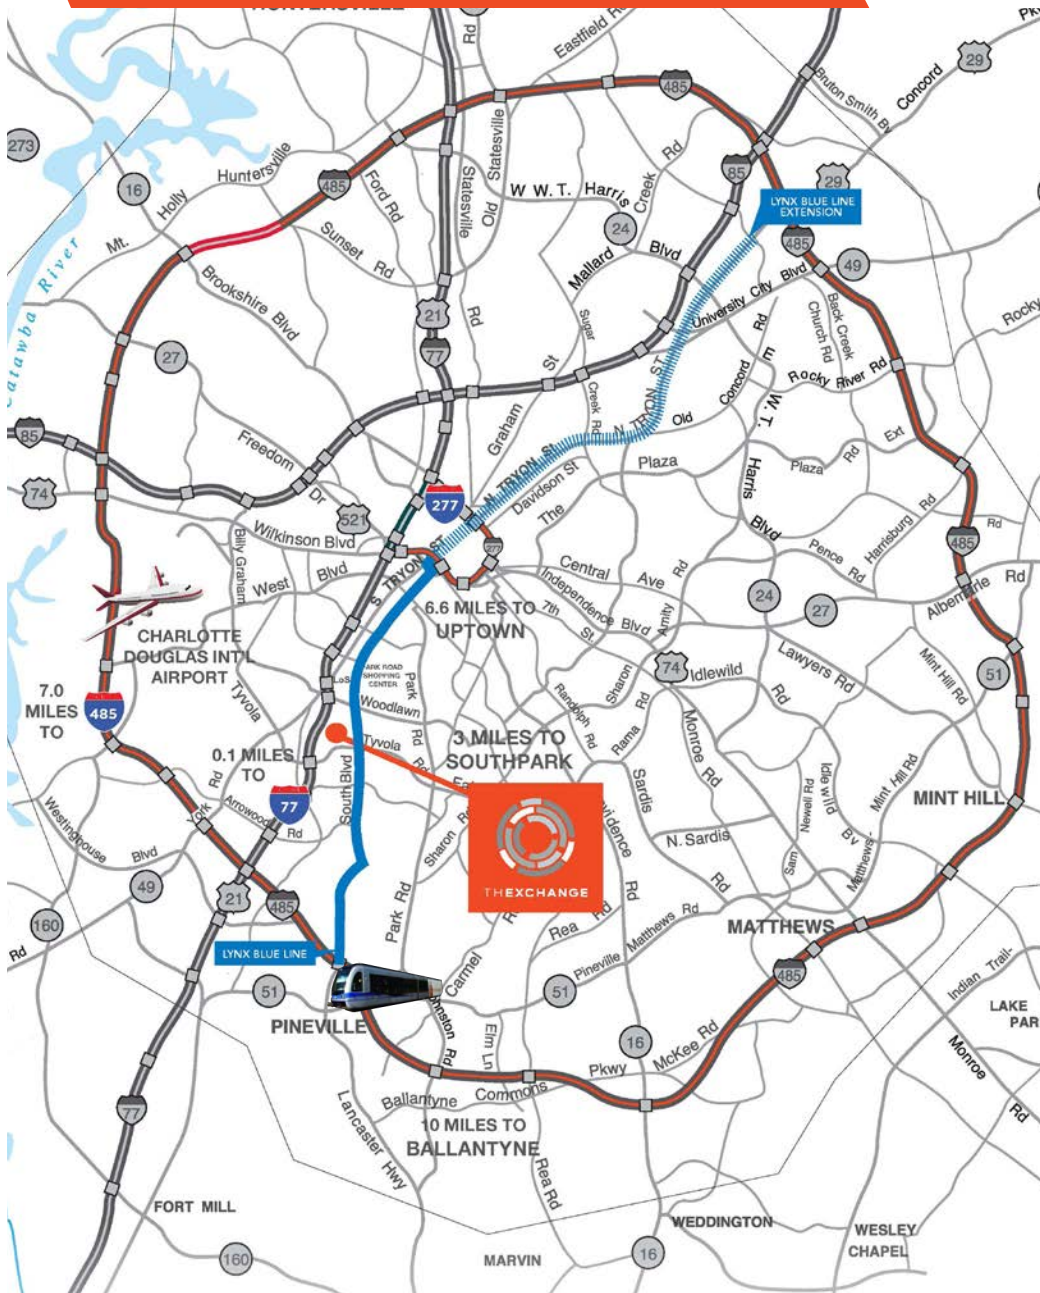 485
Eastfield Rd
Rd
29
Concord
Bruton Smith Bv
273
16
Huntersville
Holly
Mt.
485
Ford Rd
Statesville
Old
Statesville
W W.T. Harris
24
Creek
Rd
85
29
LYNX BLUE LINE
EXTENSION
485
49
Blvd
Mallard
University City Blvd
Sunset Rd
Brookshire Blvd
River
21
Rd
77
27
Sugar
Creek Rd
St
Graham
N TRYON ST
Old
Concord
Rd
E
W.T.
Harris
Blvd
Church Rd
Back Creek
Rocky River Rd
Rocky
85
74
Freedom
Dr
521
277
N TRYON St
Davidson St
The
Plaza
Plaza
Rd
Ext
Harrisburg Rd
Rd
485
Wilkinson Blvd
Billy Graham
West
Blvd
S TRYON ST
277
6.6 MILES TO
UPTOWN
7th
St.
Independence Blvd
Central
Ave
Rd
Amity
Pence
Rd
24
27
Albemarle
Rd
CHARLOTTE
DOUGLAS INT'L
AIRPORT
7.0
MILES
TO
485
Tyvola
PARK ROAD
SHOPPING
CENTER
Park
Rd
Woodlawn
Randolph Rd
Sharon
Rama
Rd
74
Idlewild
Rd
Lawyers Rd
Mint Hill Rd
51
0.1 MILES
TO
77
Tyvola
Rd
3 MILES TO
SOUTHPARK
Monroe Rd
Sardis
Newell Rd
Sam
Idlewild
Bv
Mint Hill Rd
Matthews-
MINT HILL
Westinghouse
Blvd
York
Rd
Arrowood
Rd
South Blvd
Sharon
THEXCHANGE
N. Sardis
Rd
49
21
485
160
Rd
Park Rd
Rea
Rd
Rd
Pineville Matthews Rd
MATTHEWS
485
Indian Trail-
LAKE
LYNX BLUE LINE
51
Carmel
51
PINEVILLE
Rd
Elm Ln
16
Pkwy
McKee Rd
Monroe
Rd
77
Lancaster Hwy
Ballantyne
Commons
10 MILES TO
BALLANTYNE
Rea Rd
FORT MILL
160
MARVIN
WEDDINGTON
16
WESLEY
CHAPEL